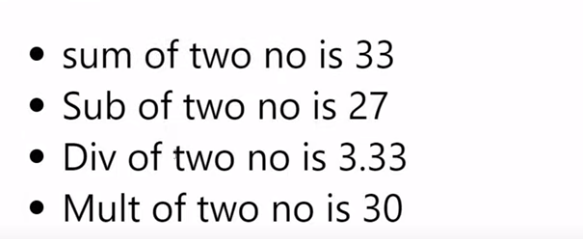 • sum of two no is 33
• Sub of two no is 27
• Div of two no is 3.33
• Mult of two no is 30